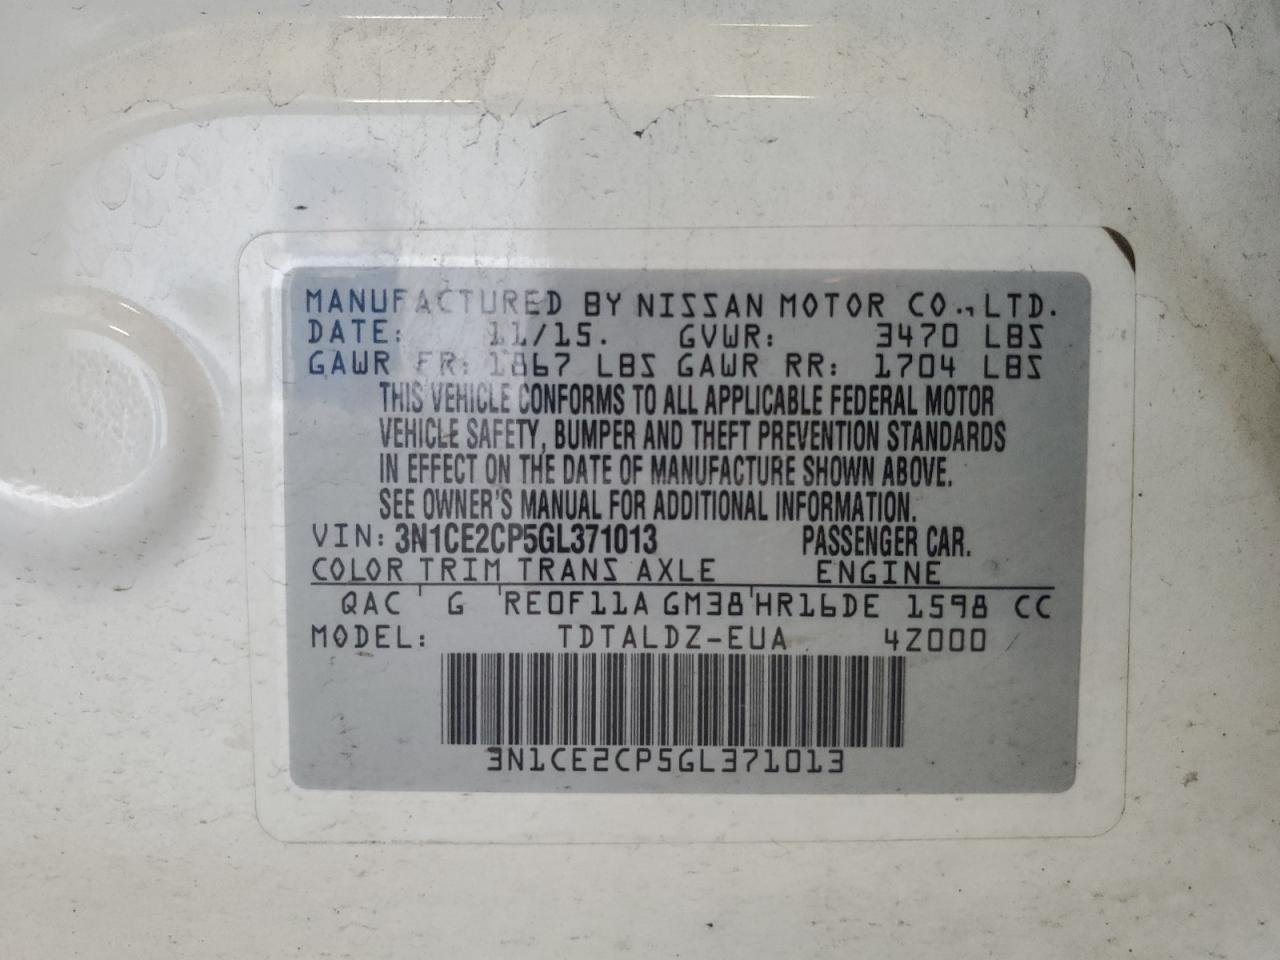 MANUFACTURED BY NISSAN MOTOR CO., LTD.
DATE: 11/15. GVWR: 3470 LBS
GAWR FR: 1867 LBS GAWR RR: 1704 LBS
THIS VEHICLE CONFORMS TO ALL APPLICABLE FEDERAL MOTOR
VEHICLE SAFETY, BUMPER AND THEFT PREVENTION STANDARDS
IN EFFECT ON THE DATE OF MANUFACTURE SHOWN ABOVE.
SEE OWNER'S MANUAL FOR ADDITIONAL INFORMATION.
VIN: 3N1CE2CP5GL371013 PASSENGER CAR.
COLOR TRIM TRANS AXLE ENGINE
QAC G RE0F11A GM38 HR16DE 1598 CC
MODEL: TDTALDZ-EUA 4Z000
3N1CE2CP5GL371013